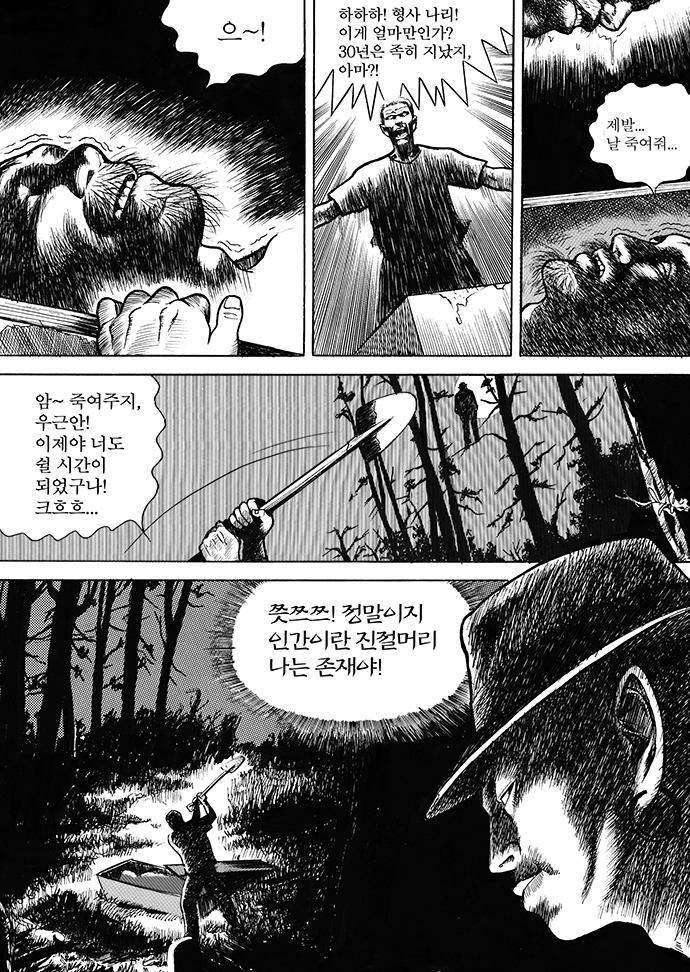 으~!
하하하! 형사 나리!
이게 얼마만인가?
30년은 족히 지났지,
아마?!
제발...
날 죽여줘...
암~ 죽여주지,
우근안!
이제야 너도
쉴 시간이
되었구나!
크흐흐...
쯧쯔쯔! 정말이지
인간이란 진절머리
나는 존재야!